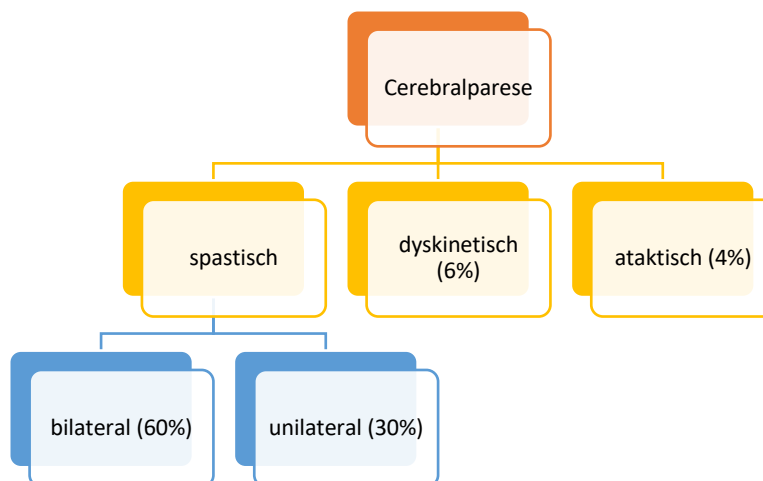 Cerebralparese
spastisch
dyskinetisch
(6%)
ataktisch (4%)
bilateral (60%)
unilateral (30%)